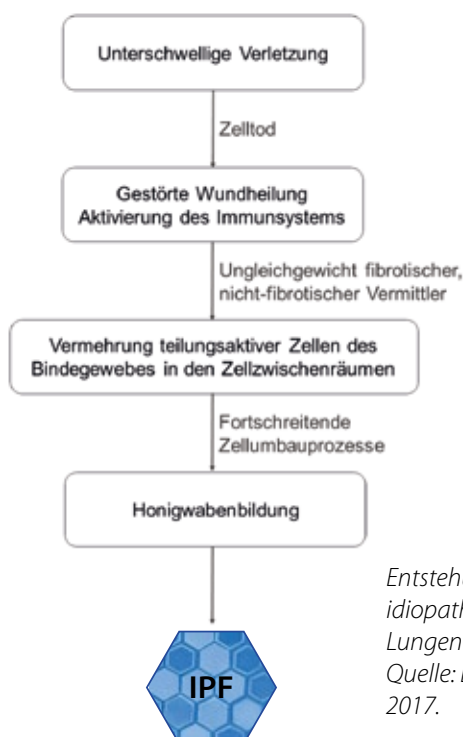 Unterschwellige Verletzung
Zelltod
Gestörte Wundheilung
Aktivierung des Immunsystems
Ungleichgewicht fibrotischer,
nicht-fibrotischer Vermittler
Vermehrung teilungsaktiver Zellen des
Bindegewebes in den Zellzwischenräumen
Fortschreitende
Zellumbauprozesse
Honigwabenbildung
IPF
idiopath
Lungen
Quelle:
2017.